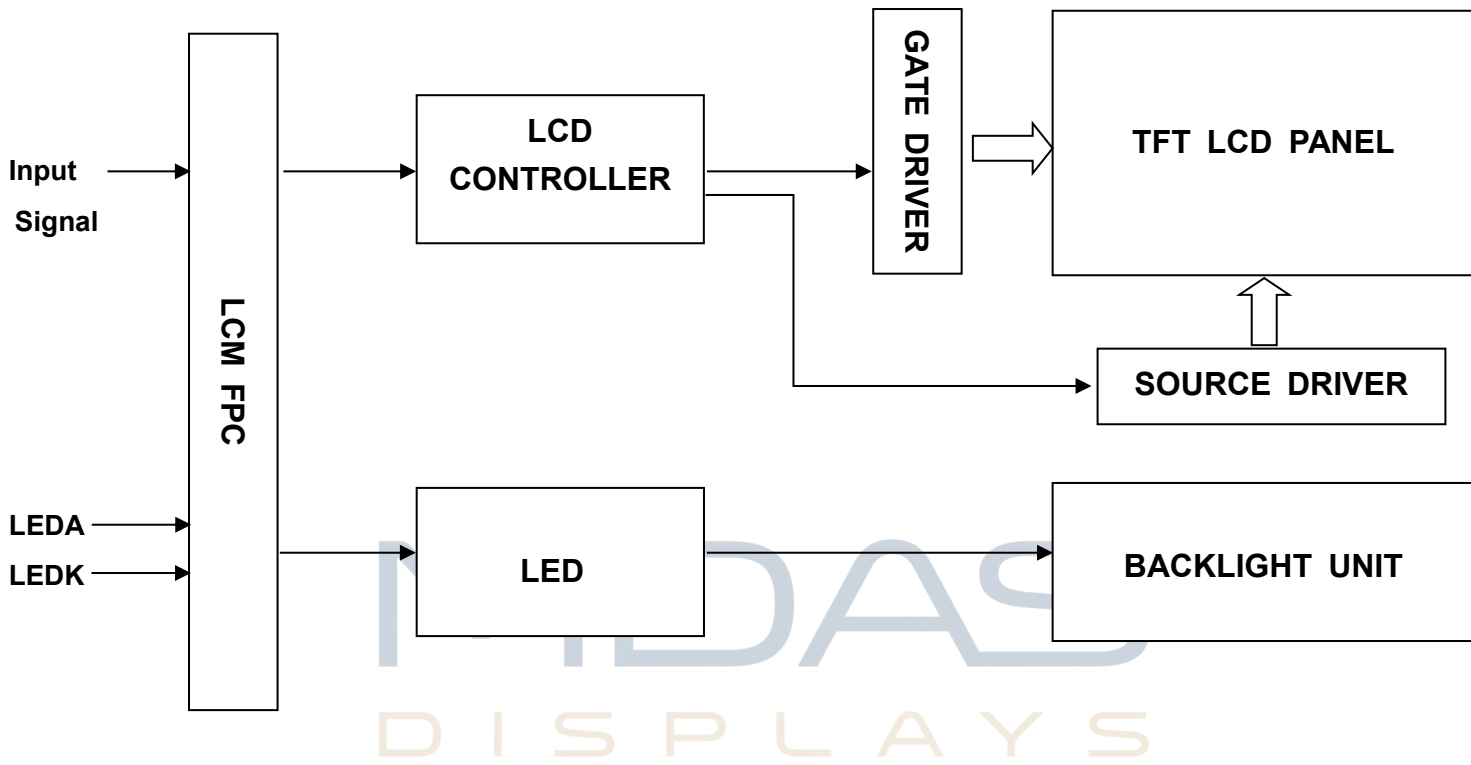 Input
Signal
LCM FPC
LEDA
LEDK
LCD
CONTROLLER
GATE DRIVER
TFT LCD PANEL
SOURCE DRIVER
LED
BACKLIGHT UNIT
MIDAS
DISPLAYS